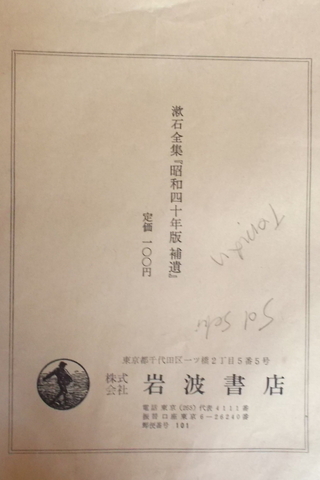 漱石全集『昭和四十年版 補遺』
定価 一〇〇円
東京都千代田区一ツ橋2丁目5番5号
株式会社 岩波書店
電話 東京(265)代表4111番
振替口座東京6-26240番
郵便番号 101